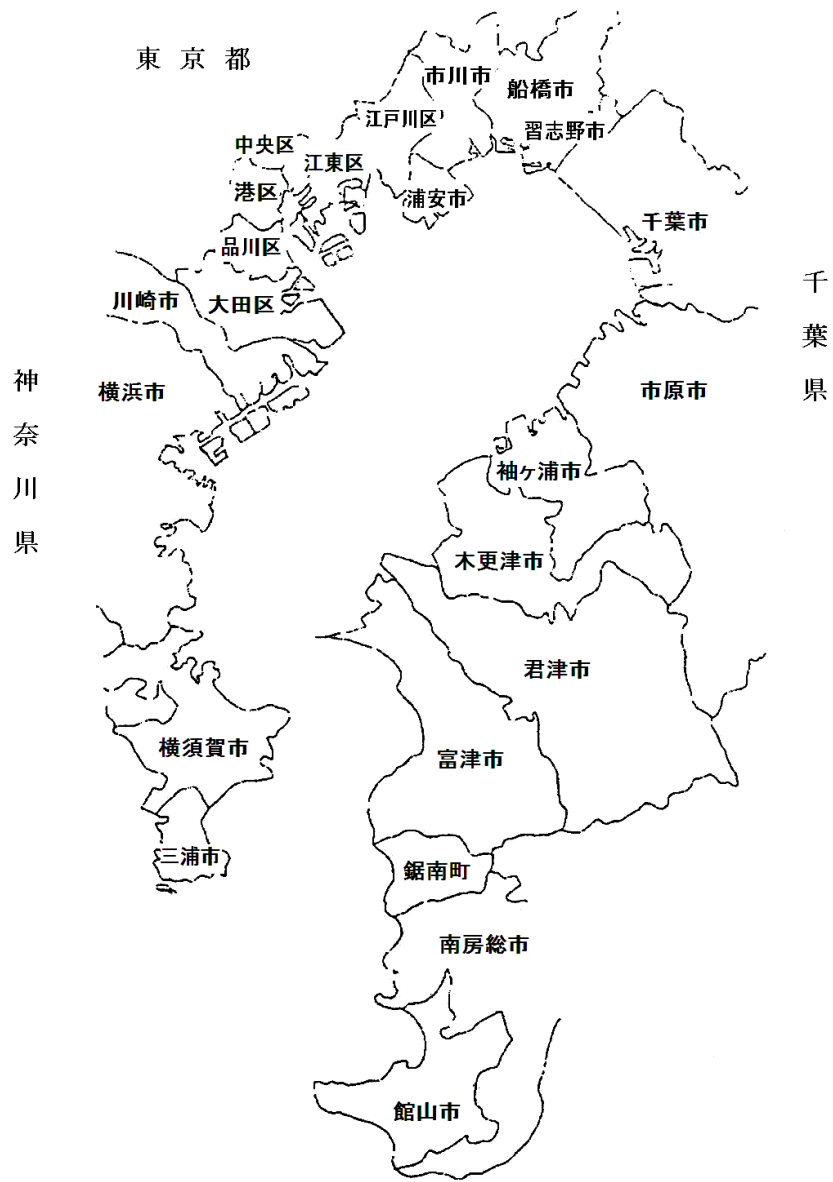 東京都
市川市
船橋市
江戸川区
習志野市
中央区
江東区
港区
浦安市
千葉市
品川区
川崎市
大田区
千葉県
神奈川県
横浜市
市原市
袖ヶ浦市
木更津市
君津市
横須賀市
富津市
三浦市
鋸南町
南房総市
館山市